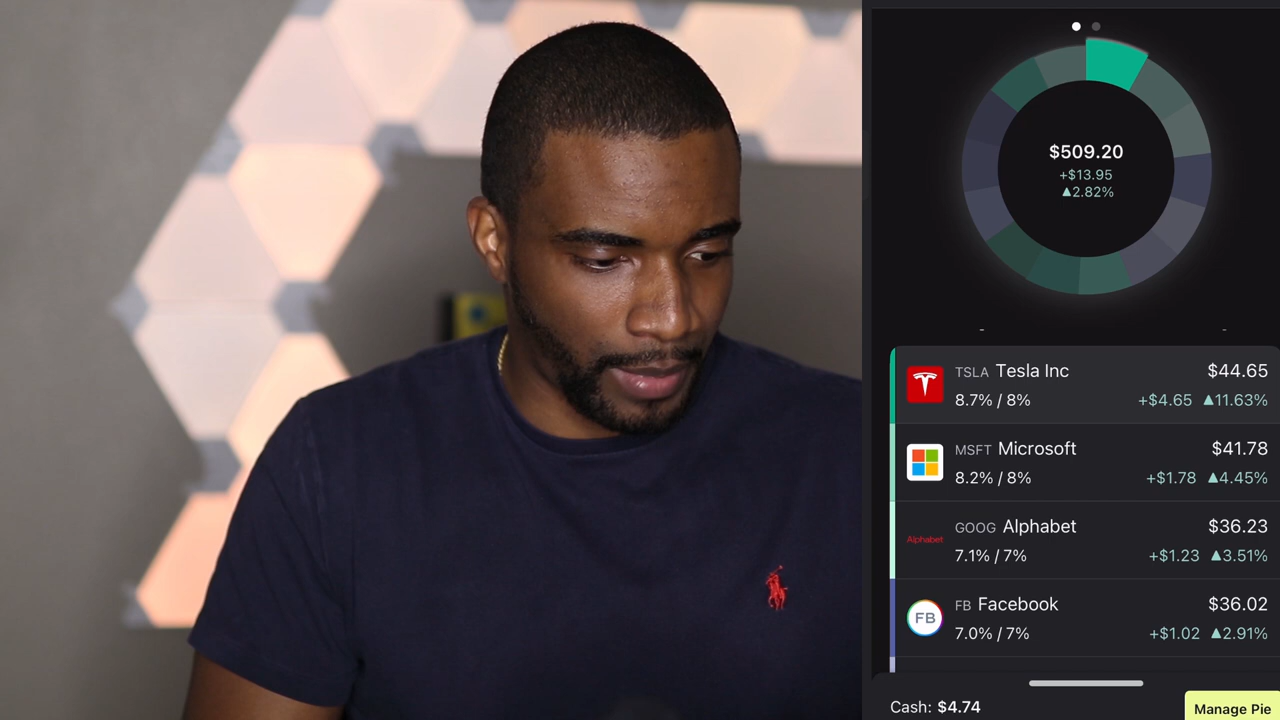 $509.20
+$13.95
▲2.82%
TSLA Tesla Inc $44.65
8.7% / 8% +$4.65 ▲11.63%
MSFT Microsoft $41.78
8.2% / 8% +$1.78 ▲4.45%
Alphabet
GOOG Alphabet $36.23
7.1% / 7% +$1.23 ▲3.51%
FB
FB Facebook $36.02
7.0% / 7% +$1.02 ▲2.91%
Cash: $4.74
Manage Pie